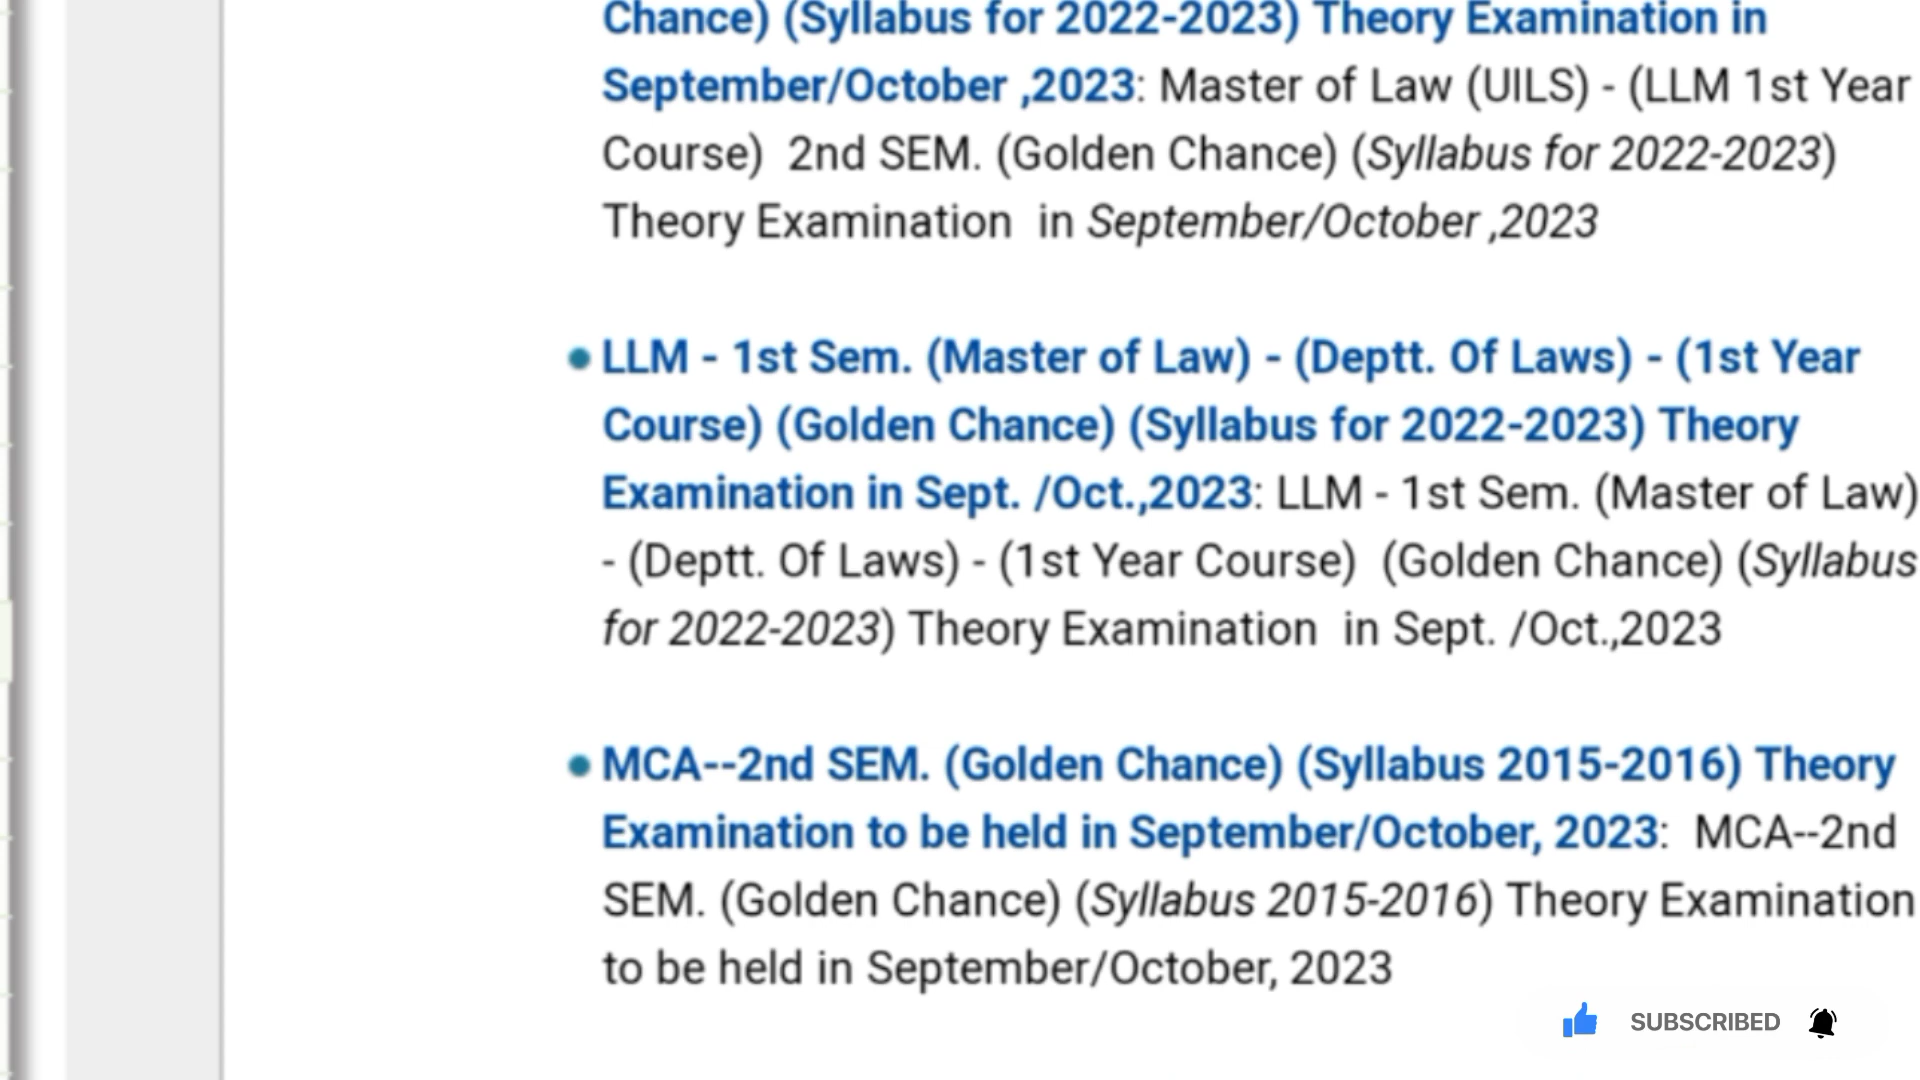 Chance) (Syllabus for 2022-2023) Theory Examination in
September/October ,2023: Master of Law (UILS) - (LLM 1st Year
Course)  2nd SEM. (Golden Chance) (Syllabus for 2022-2023)
Theory Examination  in September/October ,2023
LLM - 1st Sem. (Master of Law) - (Deptt. Of Laws) - (1st Year
Course) (Golden Chance) (Syllabus for 2022-2023) Theory
Examination in Sept. /Oct.,2023: LLM - 1st Sem. (Master of Law)
- (Deptt. Of Laws) - (1st Year Course)  (Golden Chance) (Syllabus
for 2022-2023) Theory Examination  in Sept. /Oct.,2023
MCA--2nd SEM. (Golden Chance) (Syllabus 2015-2016) Theory
Examination to be held in September/October, 2023:  MCA--2nd
SEM. (Golden Chance) (Syllabus 2015-2016) Theory Examination
to be held in September/October, 2023
SUBSCRIBED